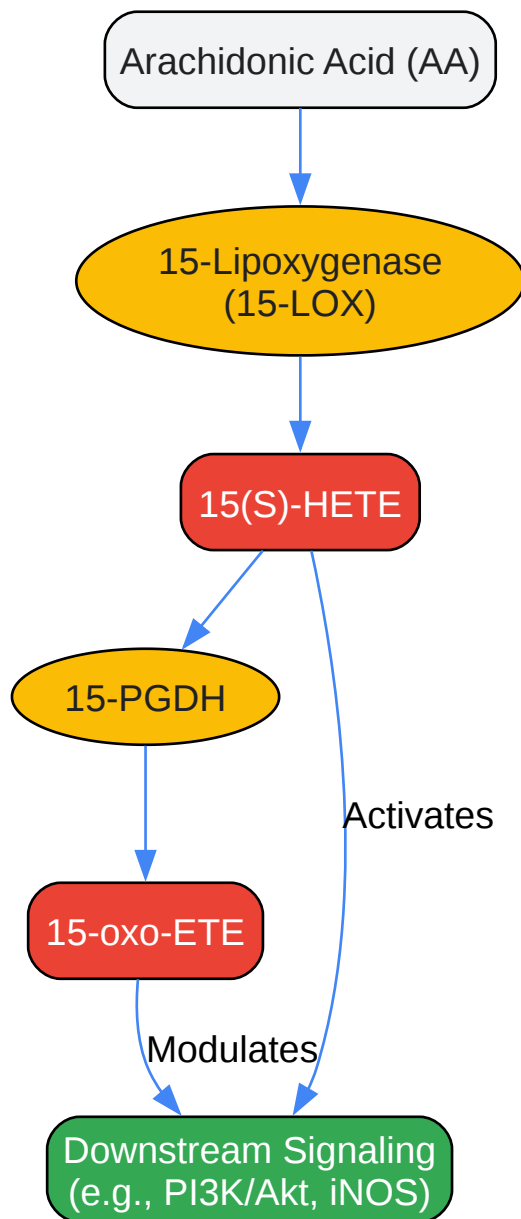 Arachidonic Acid (AA)
15-Lipoxygenase
(15-LOX)
15(S)-HETE
15-PGDH
Activates
15-oxo-ETE
Modulates
Downstream Signaling
(e.g., PI3K/Akt, iNOS)